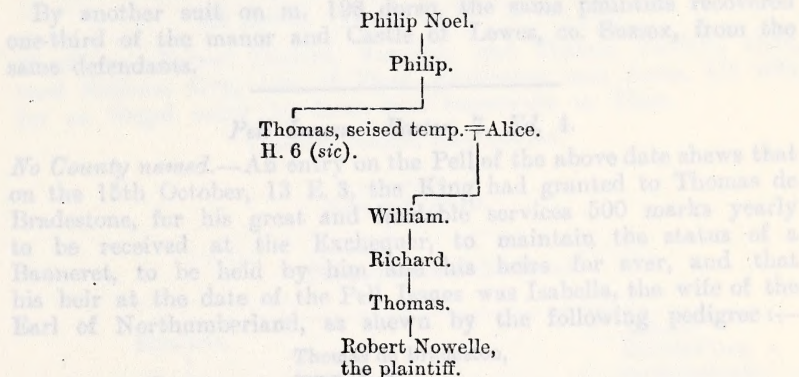 Philip Noel.
Philip.
Thomas, seised temp.=Alice.
H. 6 (sic).
William.
Richard.
Thomas.
Robert Nowelle,
the plaintiff.